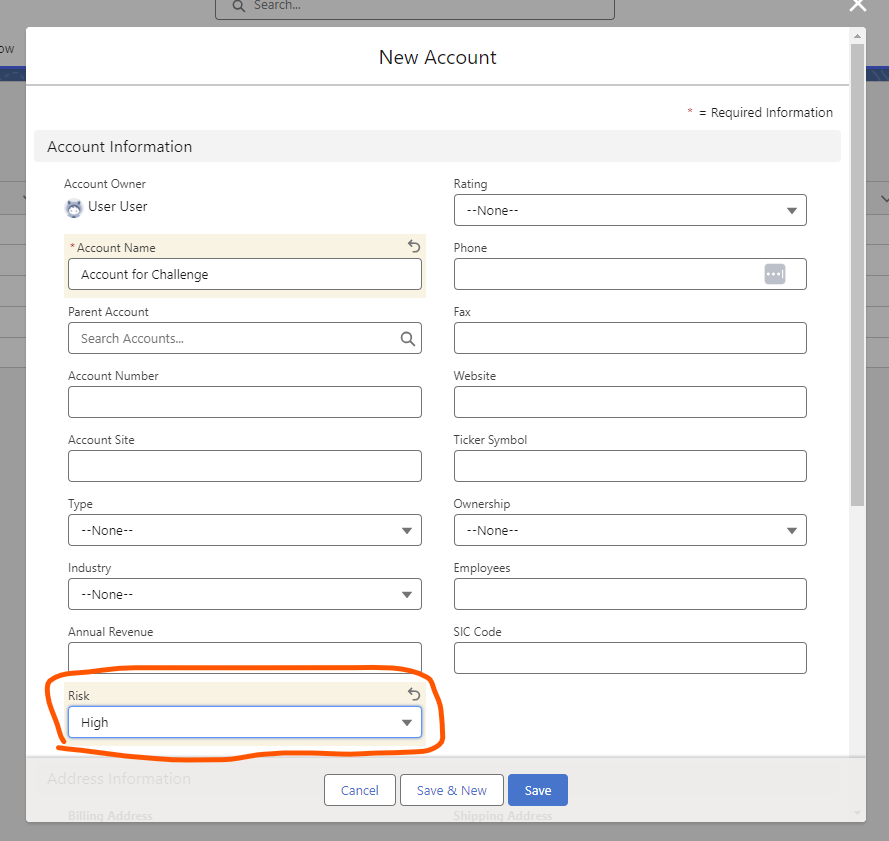 Search...
ow
New Account
* = Required Information
Account Information
Account Owner
User User
Rating
--None--
*Account Name
Account for Challenge
Phone
Parent Account
Search Accounts...
Fax
Account Number
Website
Account Site
Ticker Symbol
Type
--None--
Ownership
--None--
Industry
--None--
Employees
Annual Revenue
SIC Code
Risk
High
Address Information
Cancel
Save & New
Save
Billing Address
Shipping Address